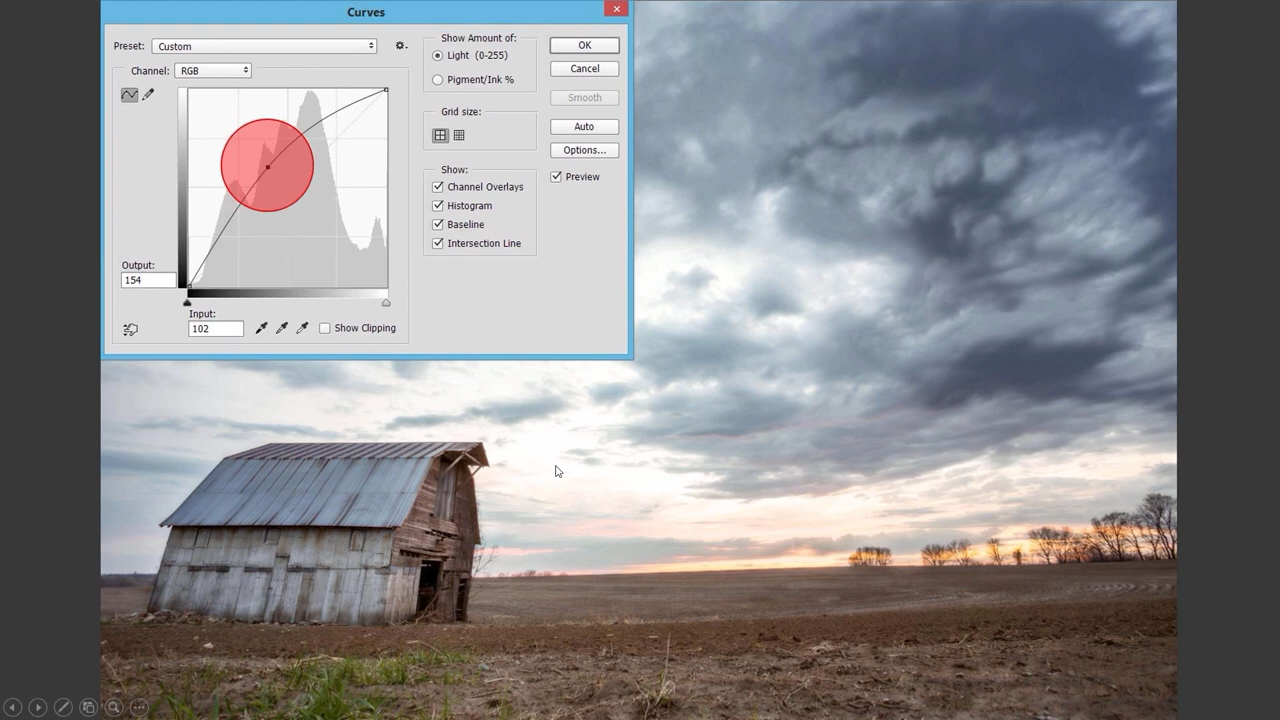 Curves
Preset: Custom
Channel: RGB
Output:
154
Input:
102
Show Clipping
Show Amount of:
Light (0-255)
Pigment/Ink %
Grid size:
Show:
Channel Overlays
Histogram
Baseline
Intersection Line
OK
Cancel
Smooth
Auto
Options...
Preview